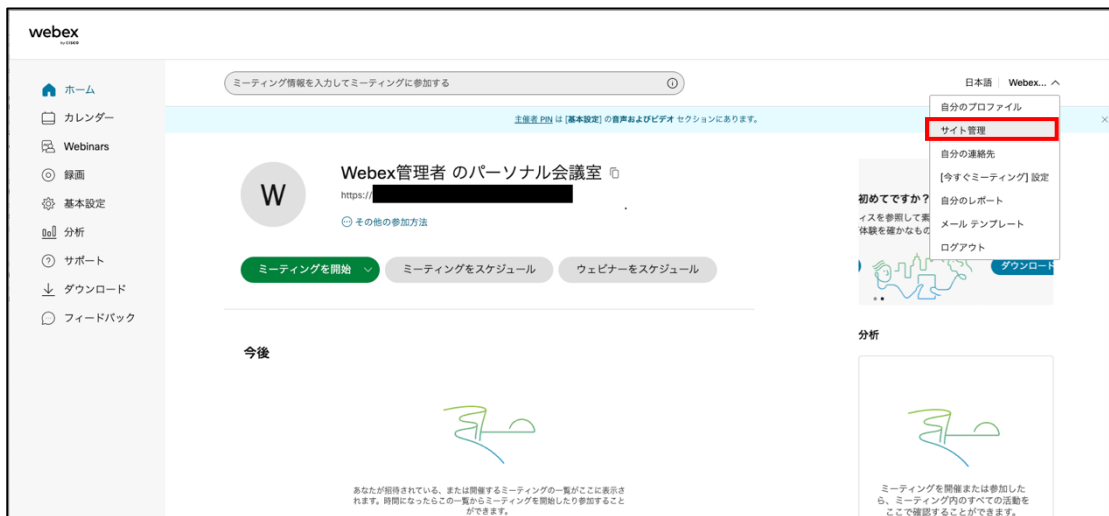 webex
by CISCO
ホーム
カレンダー
Webinars
録画
基本設定
分析
サポート
ダウンロード
フィードバック
ミーティング情報を入力してミーティングに参加する
日本語
Webex...
自分のプロファイル
サイト管理
自分の連絡先
[今すぐミーティング] 設定
自分のレポート
メール テンプレート
ログアウト
主催者 PIN は [基本設定] の音声およびビデオ セクションにあります。
W
Webex管理者 のパーソナル会議室
https://
その他の参加方法
ミーティングを開始
ミーティングをスケジュール
ウェビナーをスケジュール
初めてですか?
ィスを参照して素
体験を確かなもの
ダウンロード
今後
あなたが招待されている、または開催するミーティングの一覧がここに表示さ
れます。時間になったらこの一覧からミーティングを開始したり参加すること
ができます。
分析
ミーティングを開催または参加した
ら、ミーティング内のすべての活動を
ここで確認することができます。